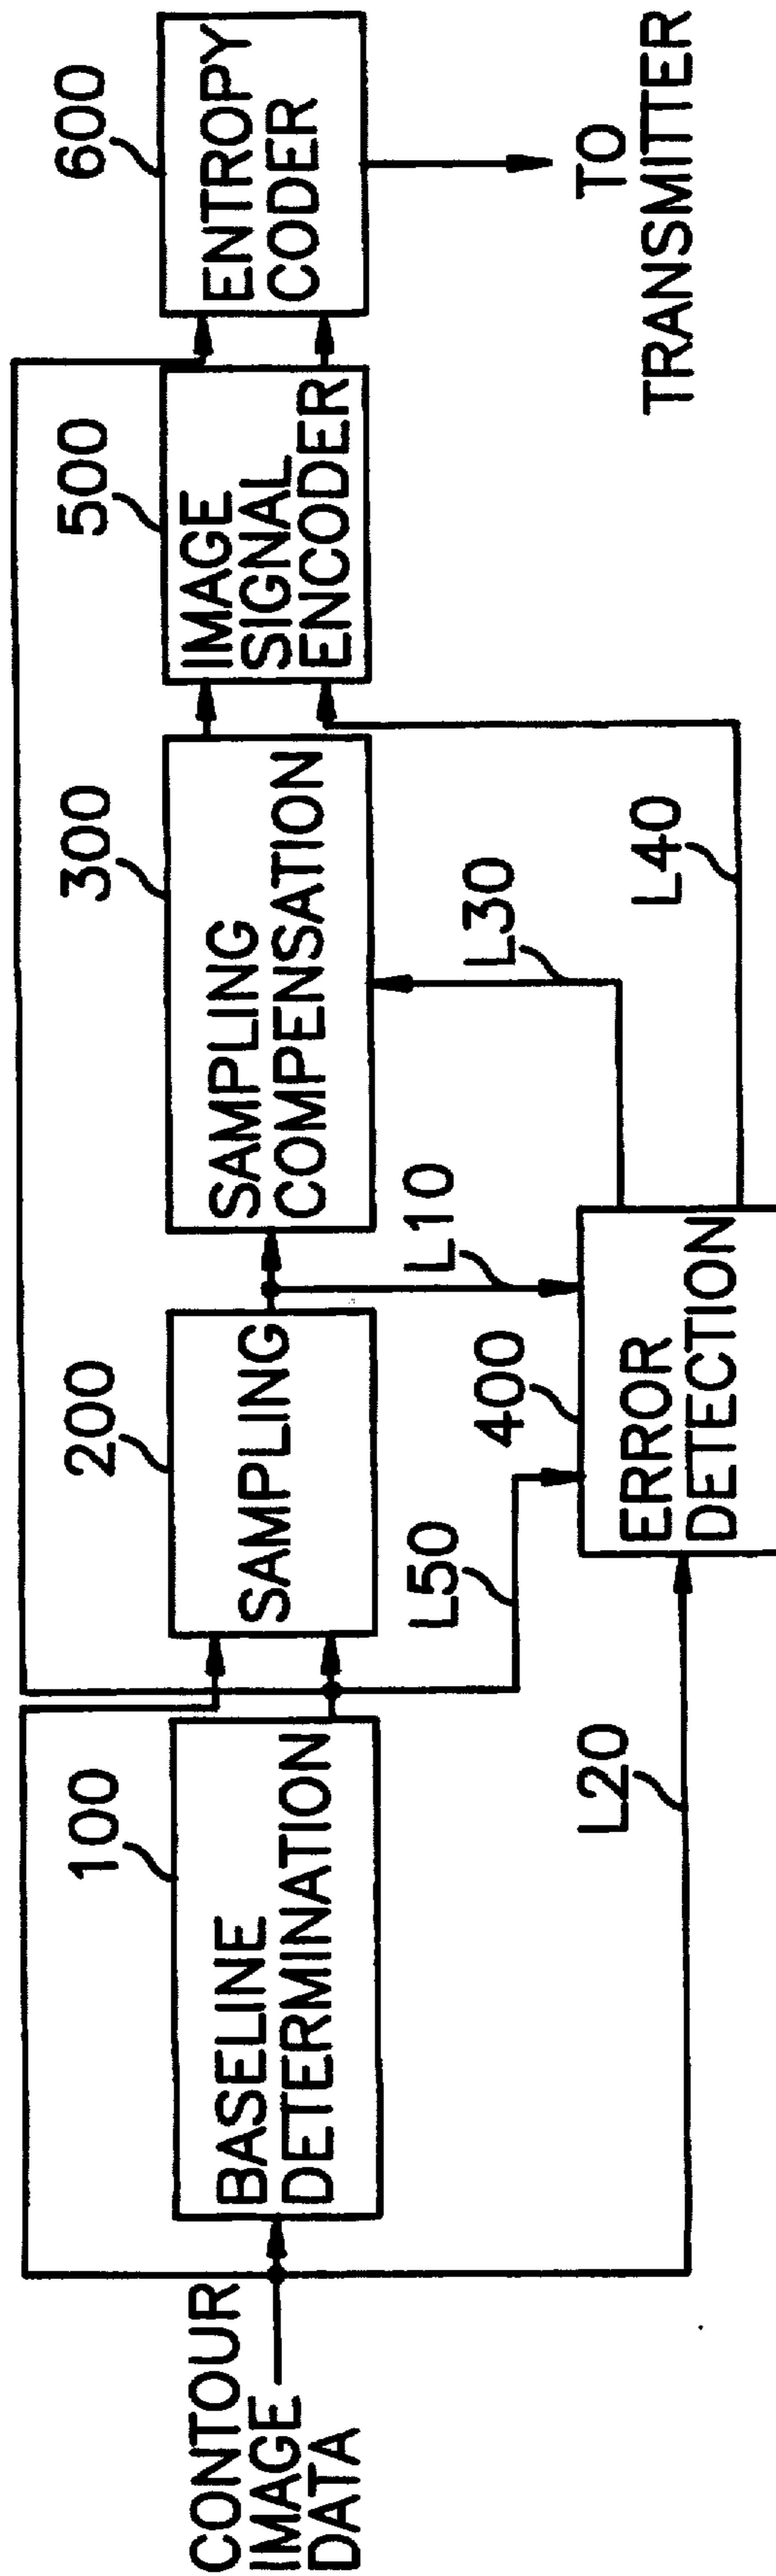 CONTOUR
IMAGE
DATA
100
BASELINE
DETERMINATION
200
SAMPLING
300
SAMPLING
COMPENSATION
500
IMAGE
SIGNAL
ENCODER
600
ENTROPY
CODER
L50
400
L10
L30
L40
L20
ERROR
DETECTION
TO
TRANSMITTER